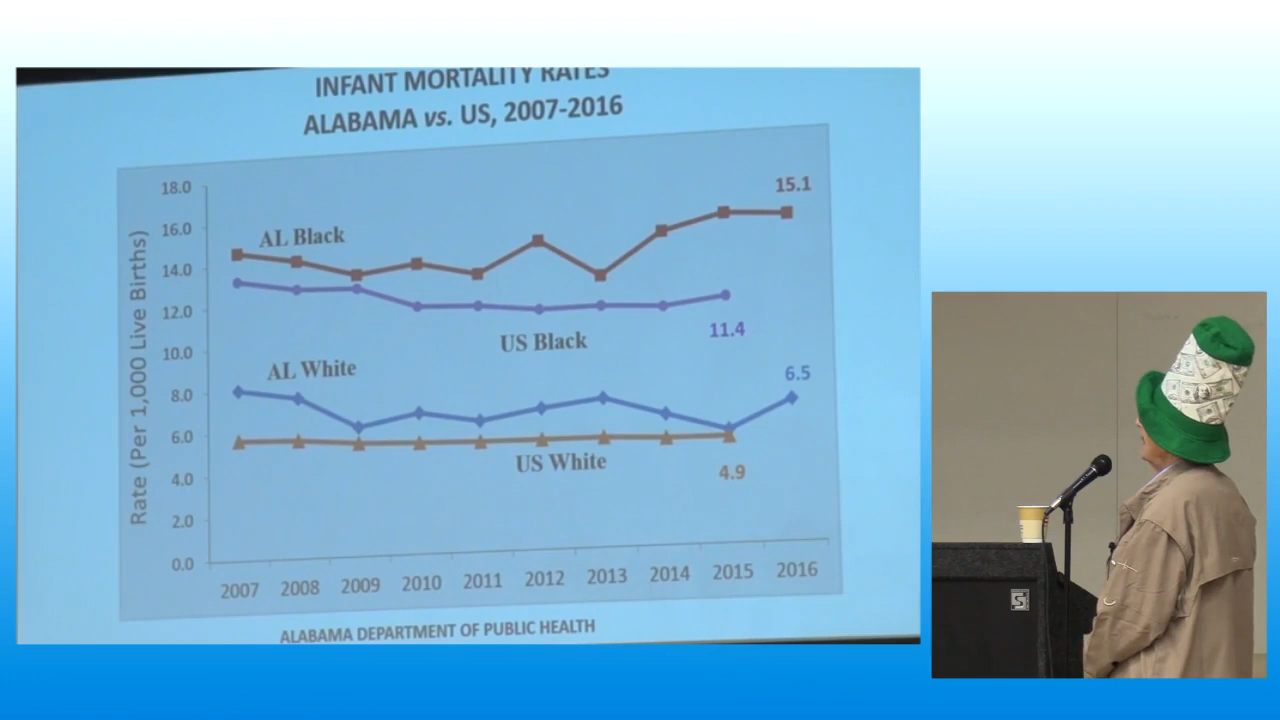 INFANT MORTALITY RATES
ALABAMA vs. US, 2007-2016
Rate (Per 1,000 Live Births)
18.0
16.0
14.0
12.0
10.0
8.0
6.0
4.0
2.0
0.0
15.1
AL Black
11.4
US Black
AL White
6.5
US White
4.9
2007 2008 2009 2010 2011 2012 2013 2014 2015 2016
ALABAMA DEPARTMENT OF PUBLIC HEALTH